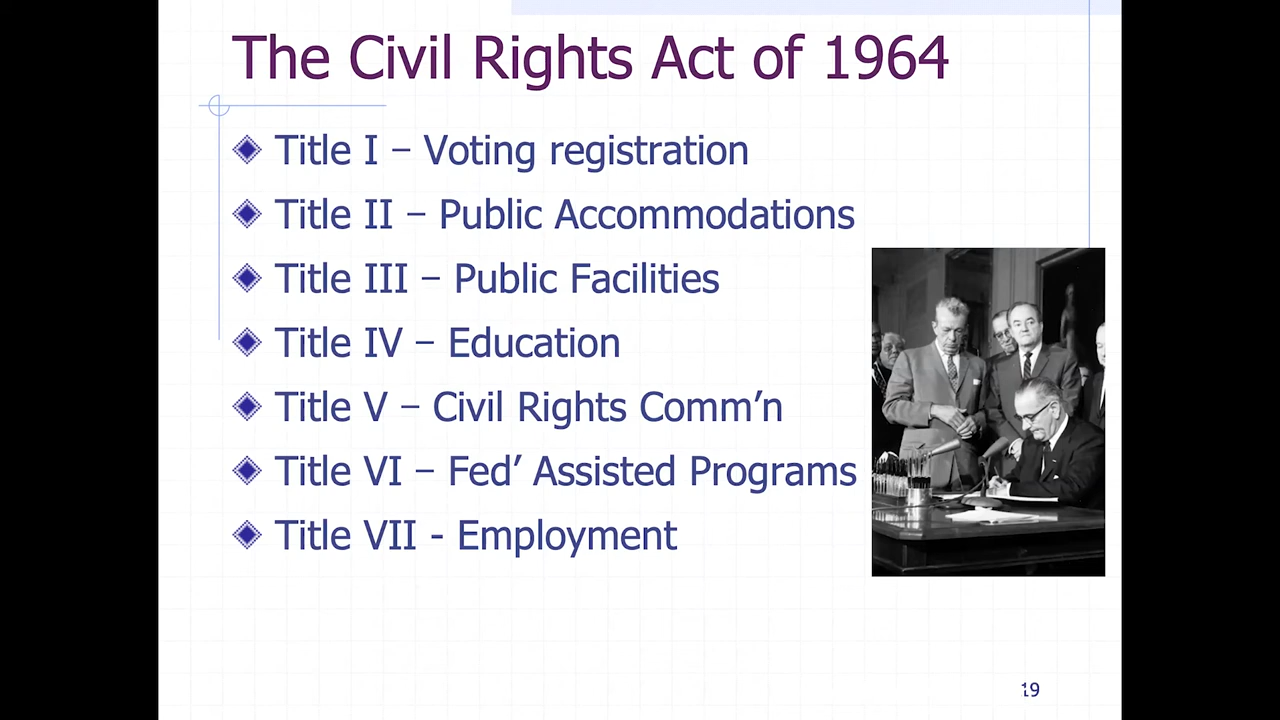 The Civil Rights Act of 1964
Title I – Voting registration
Title II – Public Accommodations
Title III – Public Facilities
Title IV – Education
Title V – Civil Rights Comm’n
Title VI – Fed’ Assisted Programs
Title VII - Employment
19